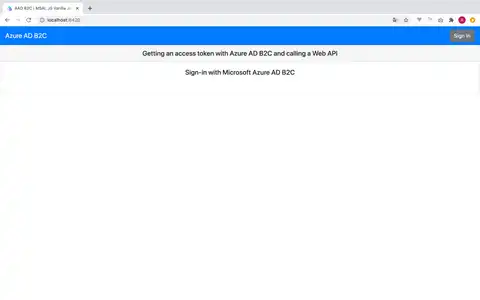 AAD B2C | MSAL JS Vanilla
localhost:6420
Azure AD B2C
Sign In
Getting an access token with Azure AD B2C and calling a Web API
Sign-in with Microsoft Azure AD B2C